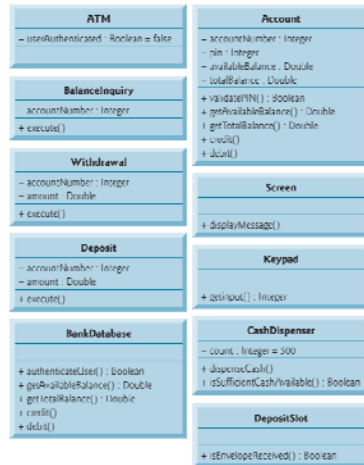 ATM
– userAuthenticated : Boolean = false
BalanceInquiry
accountNumber : Integer
+ execute()
Withdrawal
– accountNumber : Integer
– amount : Double
+ execute()
Deposit
– accountNumber : Integer
– amount : Double
+ execute()
BankDatabase
+ authenticateUser() : Boolean
+ getAvailableBalance() : Double
+ getTotalBalance() : Double
+ credit()
+ debit()
Account
– accountNumber : Integer
– pin : Integer
– availableBalance : Double
– totalBalance : Double
+ validatePIN() : Boolean
+ getAvailableBalance() : Double
+ getTotalBalance() : Double
+ credit()
+ debit()
Screen
+ displayMessage()
Keypad
+ getInput() : Integer
CashDispenser
– count : Integer = 500
+ dispenseCash()
+ isSufficientCashAvailable() : Boolean
DepositSlot
+ isEnvelopeReceived() : Boolean